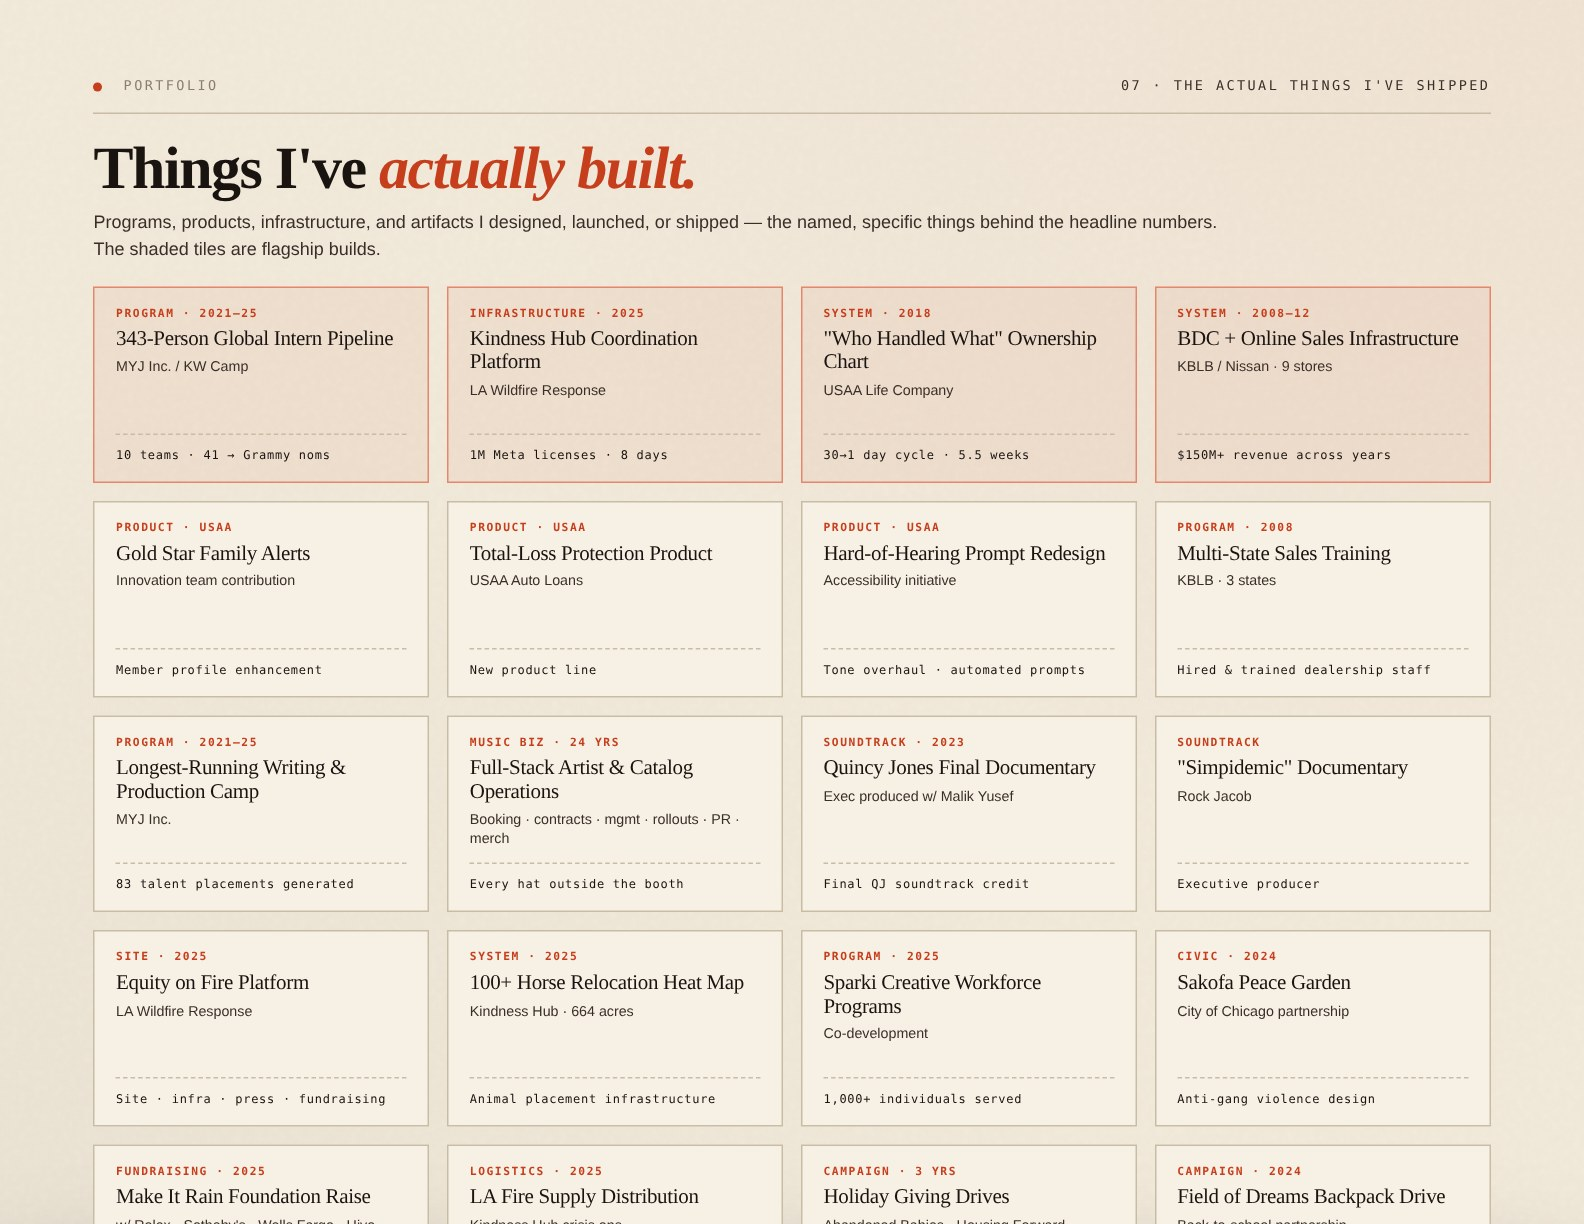 PORTFOLIO
07 · THE ACTUAL THINGS I'VE SHIPPED
Things I've actually built.
Programs, products, infrastructure, and artifacts I designed, launched, or shipped — the named, specific things behind the headline numbers.
The shaded tiles are flagship builds.
PROGRAM · 2021–25
343-Person Global Intern Pipeline
MYJ Inc. / KW Camp
10 teams · 41 → Grammy noms
INFRASTRUCTURE · 2025
Kindness Hub Coordination
Platform
LA Wildfire Response
1M Meta licenses · 8 days
SYSTEM · 2018
"Who Handled What" Ownership
Chart
USAA Life Company
30→1 day cycle · 5.5 weeks
SYSTEM · 2008–12
BDC + Online Sales Infrastructure
KBLB / Nissan · 9 stores
$150M+ revenue across years
PRODUCT · USAA
Gold Star Family Alerts
Innovation team contribution
Member profile enhancement
PRODUCT · USAA
Total-Loss Protection Product
USAA Auto Loans
New product line
PRODUCT · USAA
Hard-of-Hearing Prompt Redesign
Accessibility initiative
Tone overhaul · automated prompts
PROGRAM · 2008
Multi-State Sales Training
KBLB · 3 states
Hired & trained dealership staff
PROGRAM · 2021–25
Longest-Running Writing &
Production Camp
MYJ Inc.
83 talent placements generated
MUSIC BIZ · 24 YRS
Full-Stack Artist & Catalog
Operations
Booking · contracts · mgmt · rollouts · PR ·
merch
Every hat outside the booth
SOUNDTRACK · 2023
Quincy Jones Final Documentary
Exec produced w/ Malik Yusef
Final QJ soundtrack credit
SOUNDTRACK
"Simpidemic" Documentary
Rock Jacob
Executive producer
SITE · 2025
Equity on Fire Platform
LA Wildfire Response
Site · infra · press · fundraising
SYSTEM · 2025
100+ Horse Relocation Heat Map
Kindness Hub · 664 acres
Animal placement infrastructure
PROGRAM · 2025
Sparki Creative Workforce
Programs
Co-development
1,000+ individuals served
CIVIC · 2024
Sakofa Peace Garden
City of Chicago partnership
Anti-gang violence design
FUNDRAISING · 2025
Make It Rain Foundation Raise
LOGISTICS · 2025
LA Fire Supply Distribution
CAMPAIGN · 3 YRS
Holiday Giving Drives
CAMPAIGN · 2024
Field of Dreams Backpack Drive